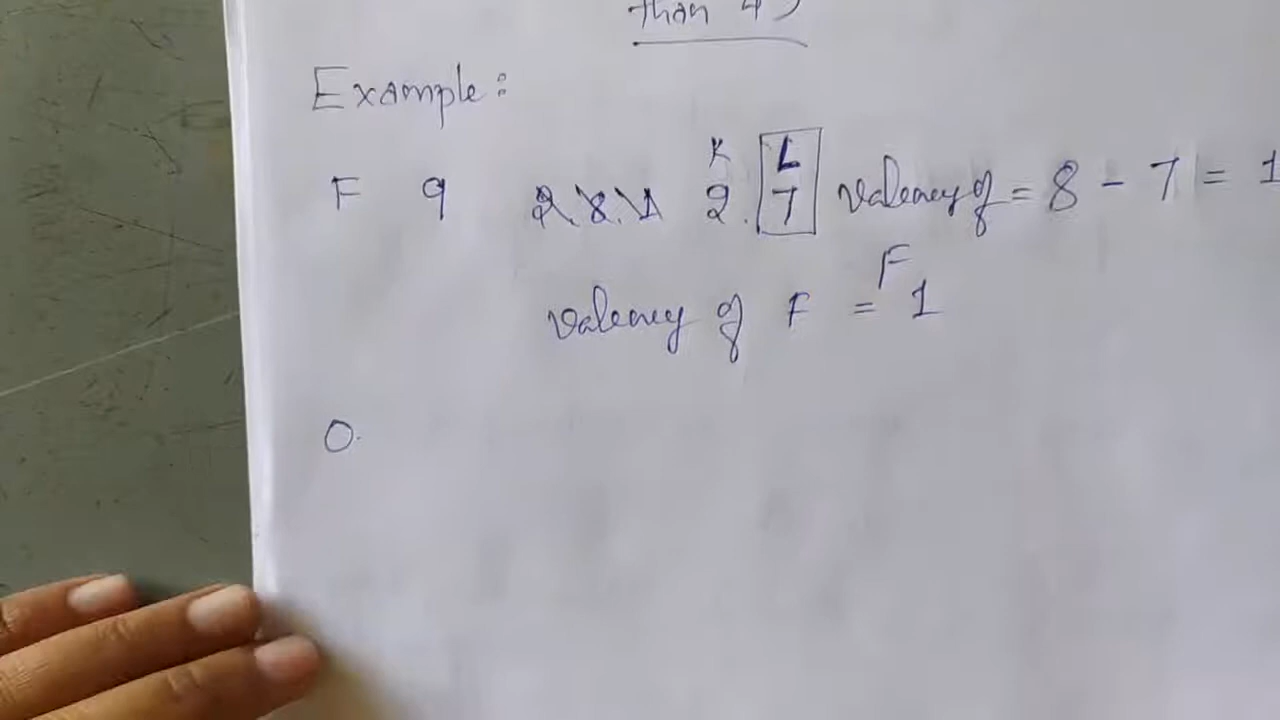 than 4)
Example:
K L
F 9 2.8.1 2. 7 valency of = 8 - 7 = 1
F
valency of F = 1
O